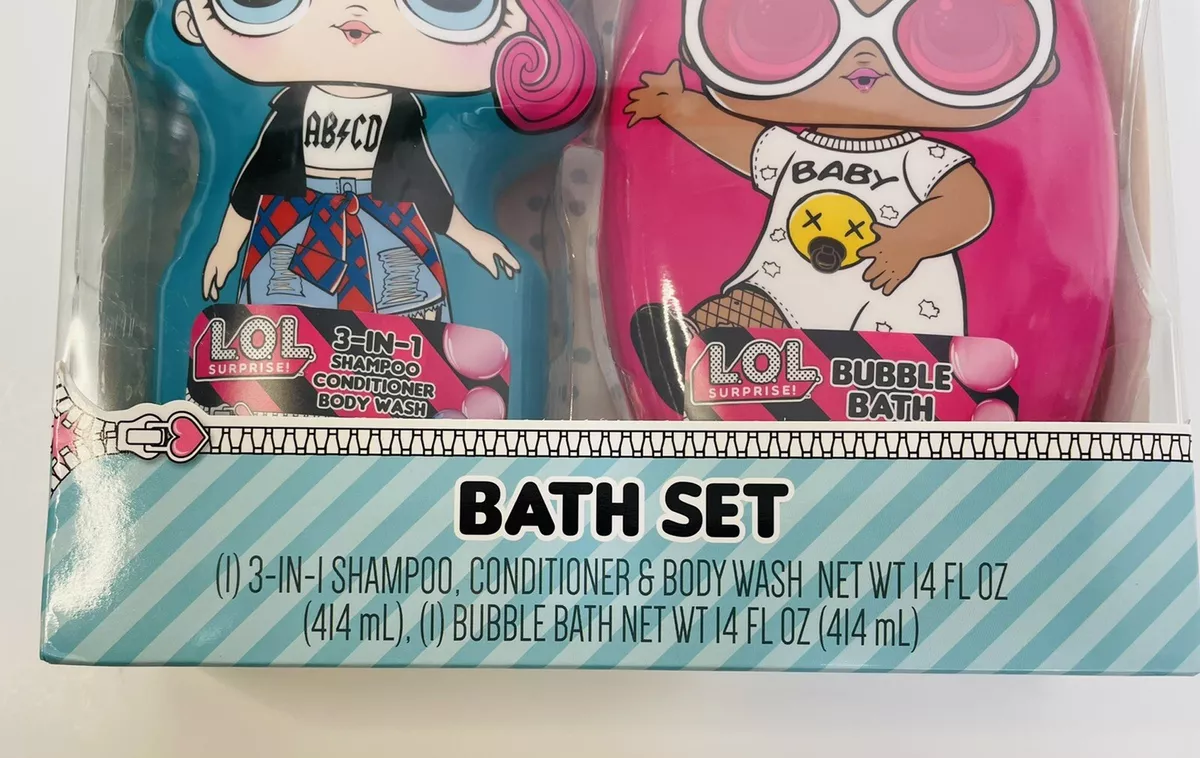 AB⚡CD
BABY
LOL
SURPRISE!
3-IN-1
SHAMPOO
CONDITIONER
BODY WASH
LOL
SURPRISE!
BUBBLE
BATH
BATH SET
(1) 3-IN-1 SHAMPOO, CONDITIONER & BODY WASH NET WT 14 FL OZ
(414 mL), (1) BUBBLE BATH NET WT 14 FL OZ (414 mL)